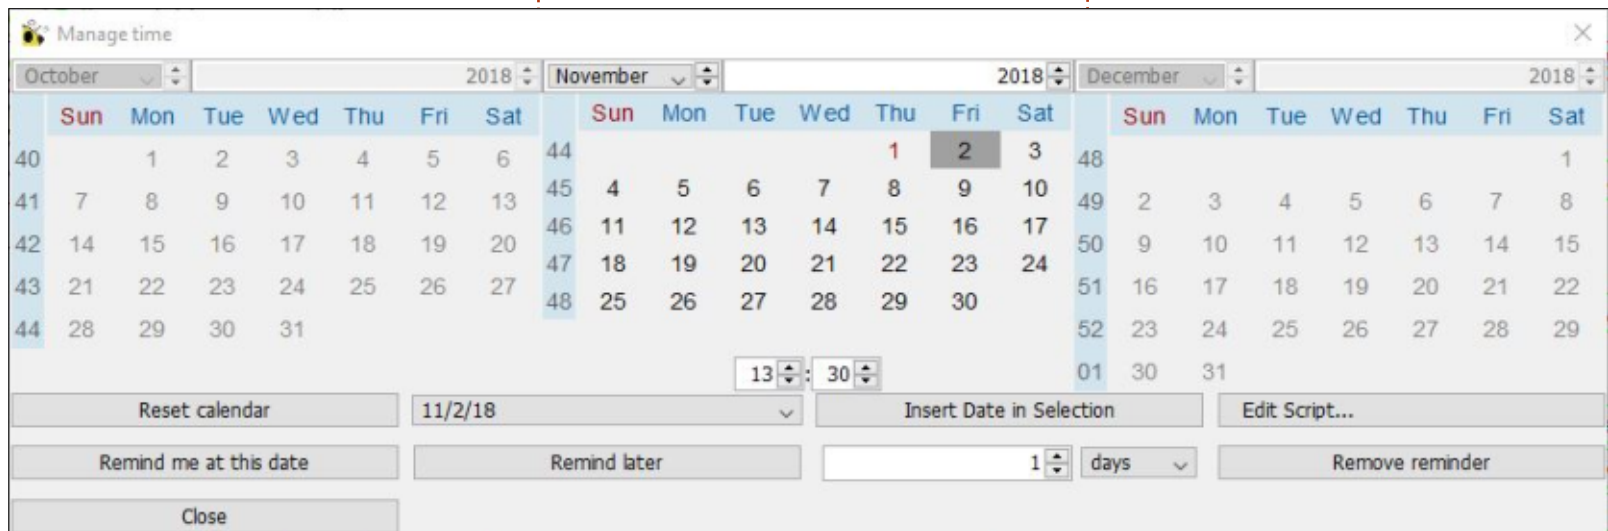 Manage time
October 2018 November 2018 December 2018
Sun Mon Tue Wed Thu Fri Sat
40 1 2 3 4 5 6
41 7 8 9 10 11 12 13
42 14 15 16 17 18 19 20
43 21 22 23 24 25 26 27
44 28 29 30 31
Sun Mon Tue Wed Thu Fri Sat
44 1 2 3
45 4 5 6 7 8 9 10
46 11 12 13 14 15 16 17
47 18 19 20 21 22 23 24
48 25 26 27 28 29 30
Sun Mon Tue Wed Thu Fri Sat
48 1
49 2 3 4 5 6 7 8
50 9 10 11 12 13 14 15
51 16 17 18 19 20 21 22
52 23 24 25 26 27 28 29
01 30 31
13 : 30
Reset calendar 11/2/18 Insert Date in Selection Edit Script...
Remind me at this date Remind later 1 days Remove reminder
Close